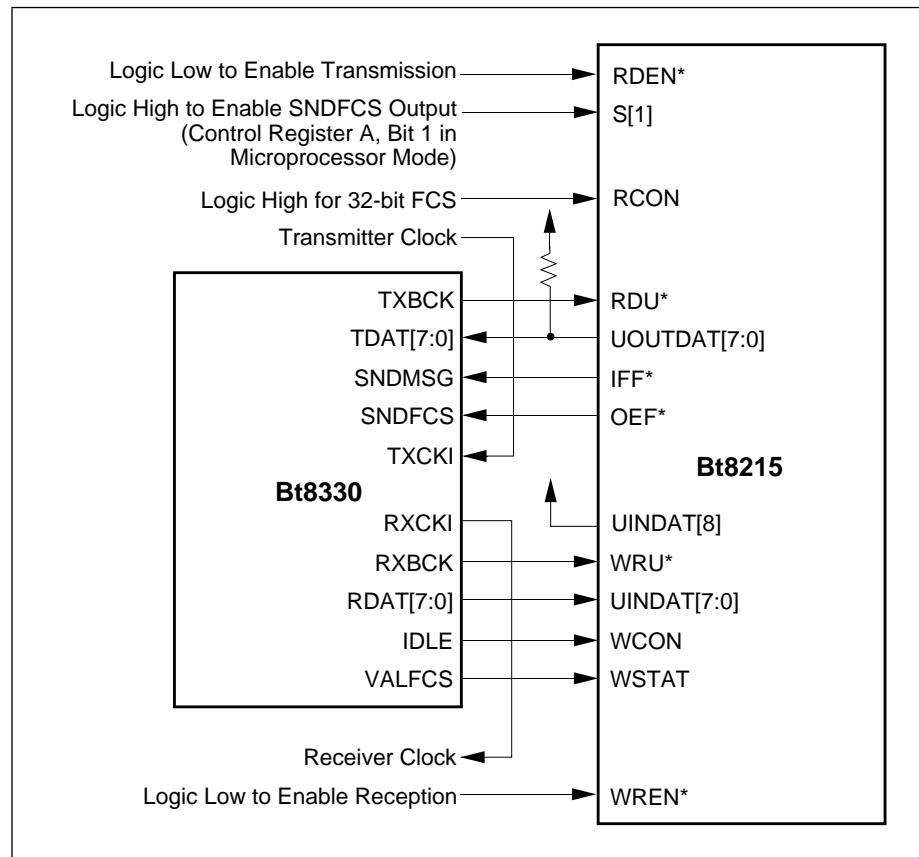 Logic Low to Enable Transmission
RDEN*
Logic High to Enable SNDFCS Output
(Control Register A, Bit 1 in
Microprocessor Mode)
S[1]
Logic High for 32-bit FCS
RCON
Transmitter Clock
TXBCK
RDU*
TDAT[7:0]
UOUTDAT[7:0]
SNDMSG
IFF*
SNDFCS
OEF*
TXCKI
Bt8215
Bt8330
RXCKI
UINDAT[8]
RXBCK
WRU*
RDAT[7:0]
UINDAT[7:0]
IDLE
WCON
VALFCS
WSTAT
Receiver Clock
Logic Low to Enable Reception
WREN*